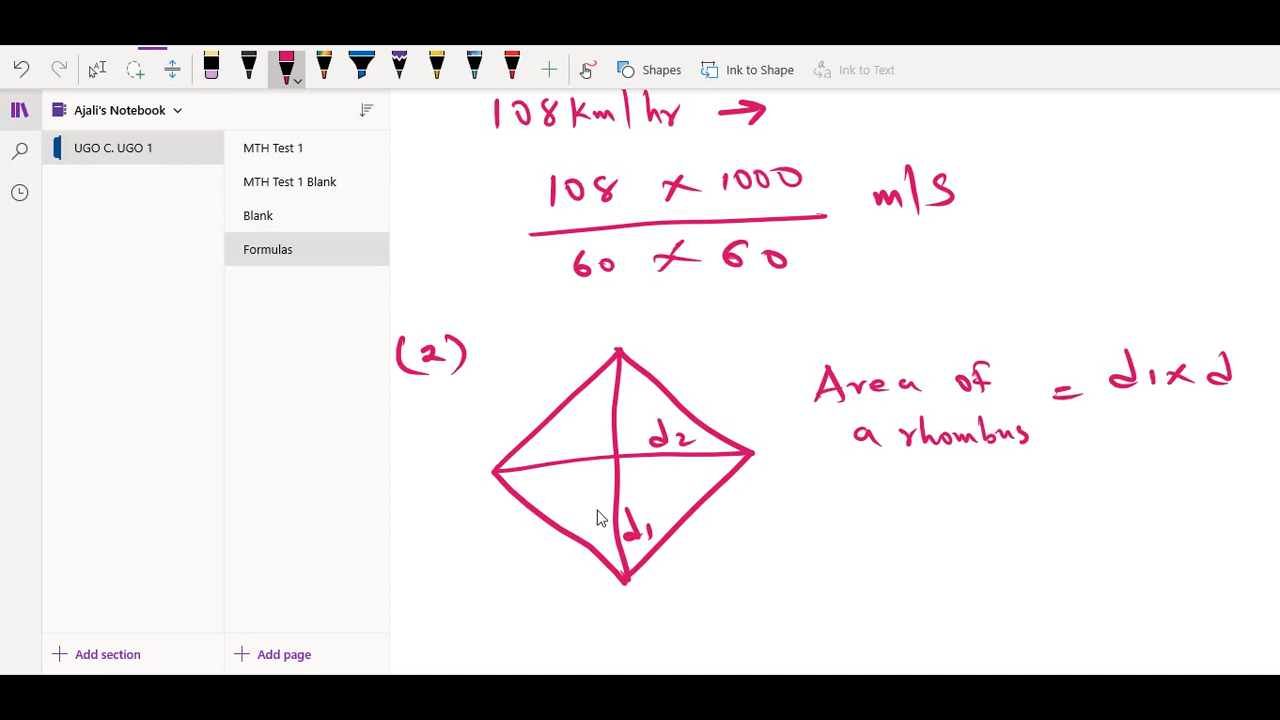 Shapes
Ink to Shape
Ink to Text
Ajali's Notebook
UGO C. UGO 1
MTH Test 1
MTH Test 1 Blank
Blank
Formulas
Add section
Add page
108 Km/hr →
108 × 1000
60 × 60
m/s
(2)
d2
d1
Area of
a rhombus
= d1 × d